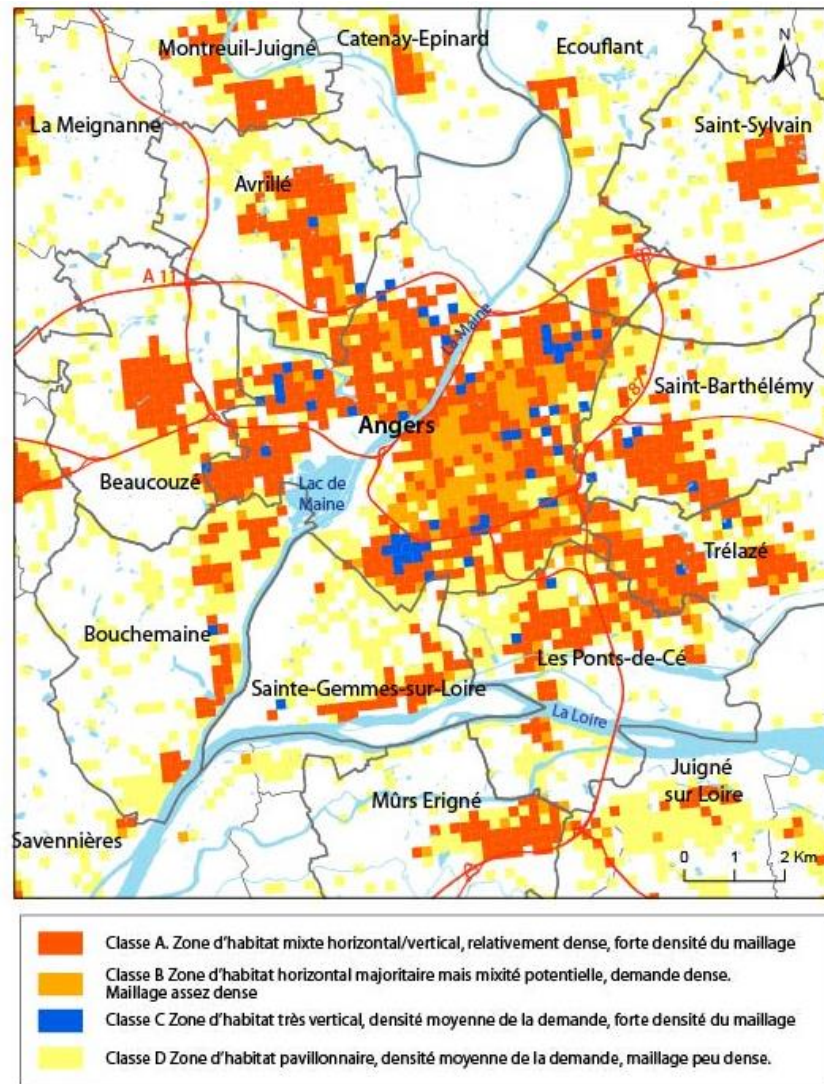 Montreuil-Juigné
Catenay-Epinard
Ecouflant
N
La Meignanne
Saint-Sylvain
Avrillé
A 11
La Maine
87
Saint-Barthélémy
Angers
Beaucouzé
Lac de
Maine
Trélazé
Bouchemaine
Les Ponts-de-Cé
Sainte-Gemmes-sur-Loire
La Loire
Juigné
sur Loire
Mûrs Erigné
Savennières
0 1 2 Km
Classe A. Zone d'habitat mixte horizontal/vertical, relativement dense, forte densité du maillage
Classe B Zone d'habitat horizontal majoritaire mais mixité potentielle, demande dense.
Maillage assez dense
Classe C Zone d'habitat très vertical, densité moyenne de la demande, forte densité du maillage
Classe D Zone d'habitat pavillonnaire, densité moyenne de la demande, maillage peu dense.